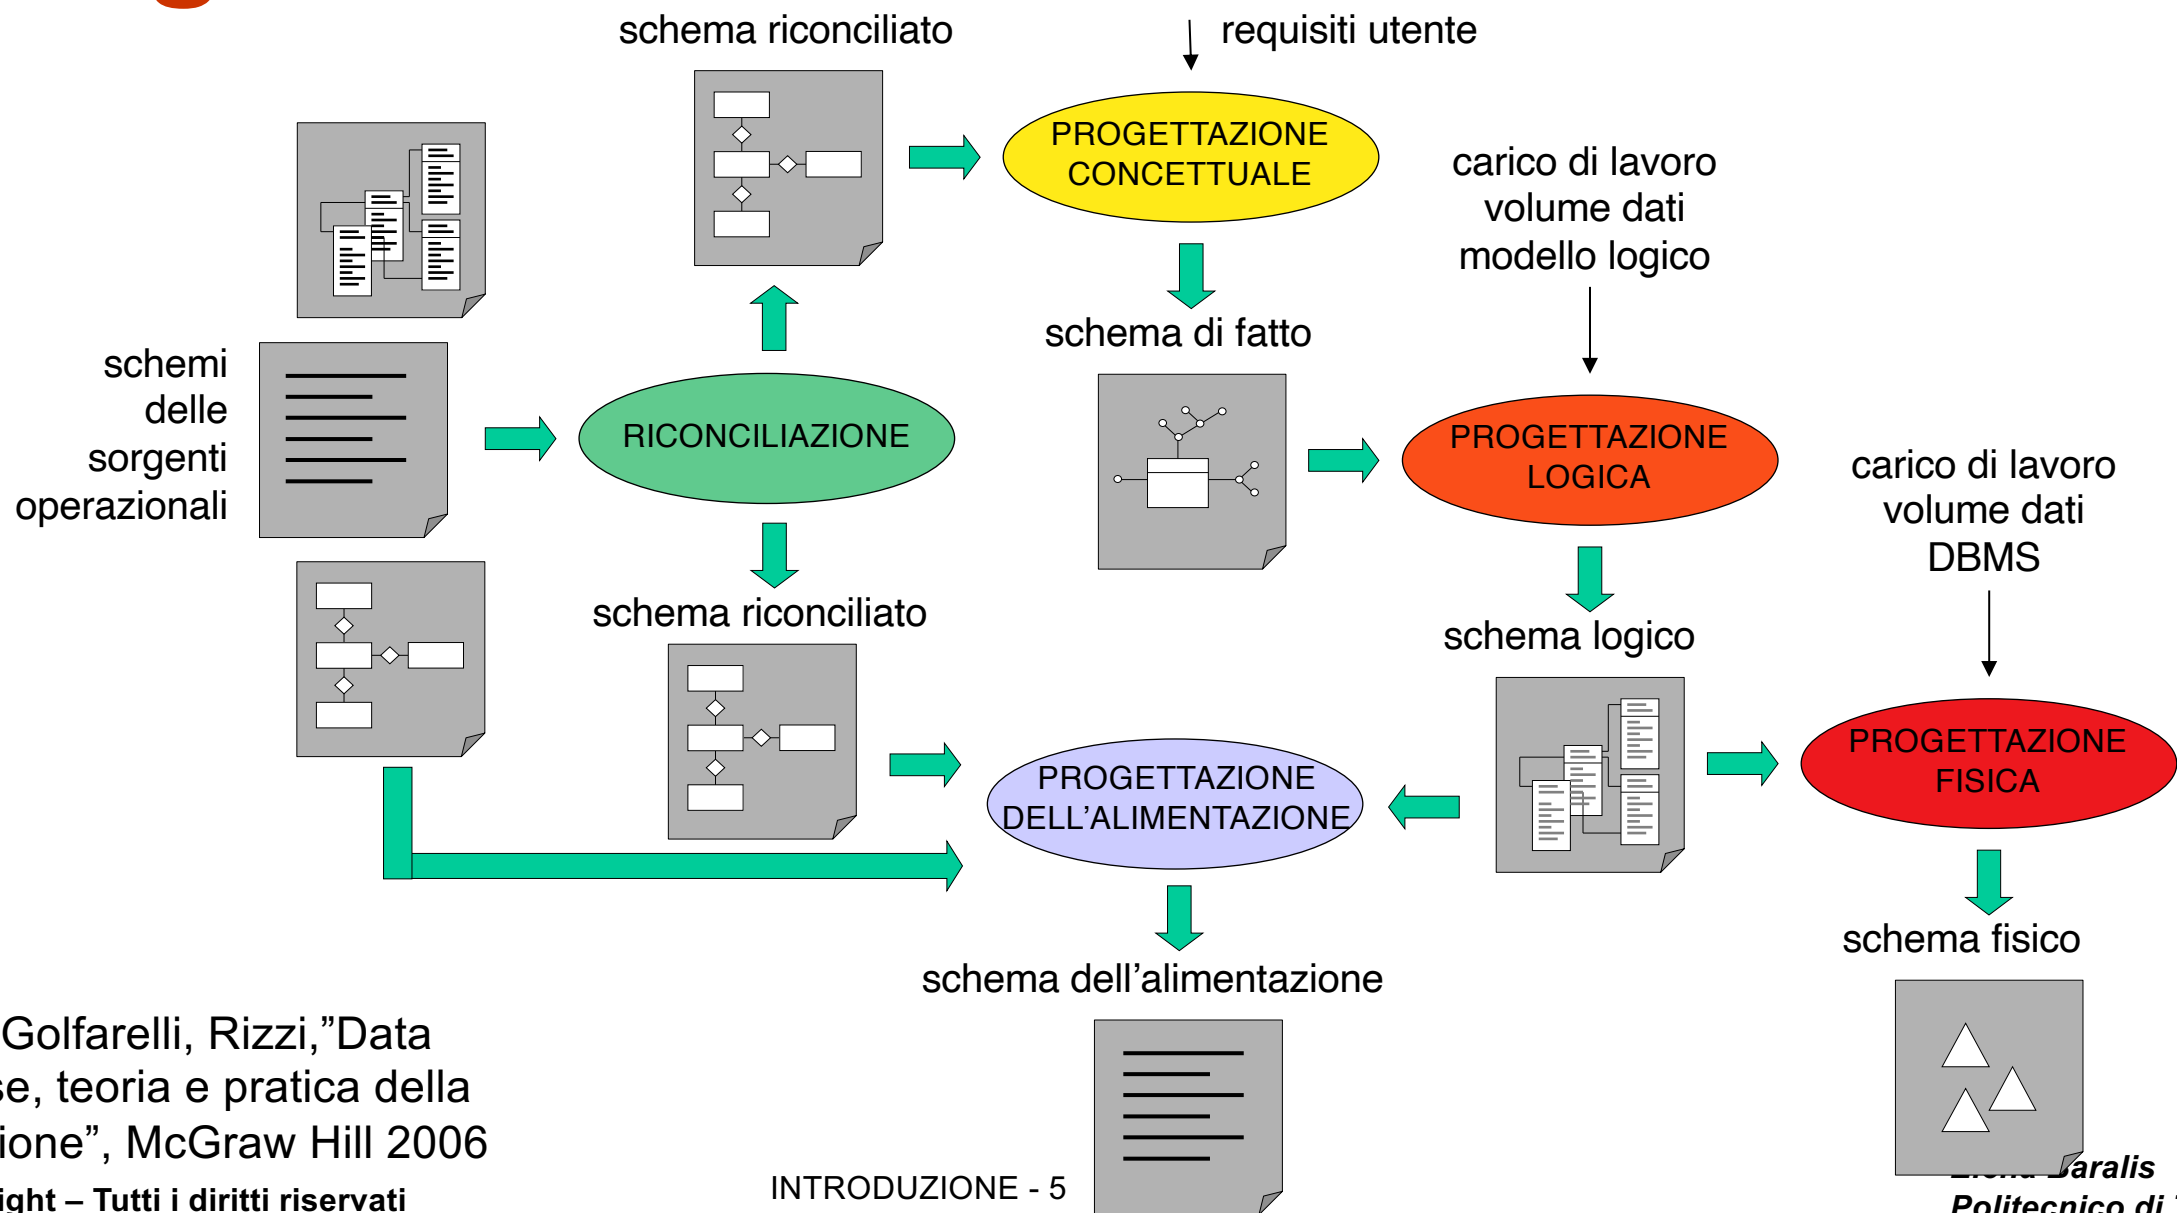 schema riconciliato
requisiti utente
PROGETTAZIONE
CONCETTUALE
carico di lavoro
volume dati
modello logico
schema di fatto
schemi
delle
sorgenti
operazionali
RICONCILIAZIONE
PROGETTAZIONE
LOGICA
carico di lavoro
volume dati
DBMS
schema riconciliato
schema logico
PROGETTAZIONE
DELL’ALIMENTAZIONE
PROGETTAZIONE
FISICA
schema dell’alimentazione
schema fisico
Golfarelli, Rizzi,”Data
se, teoria e pratica della
ione”, McGraw Hill 2006
ight – Tutti i diritti riservati
INTRODUZIONE - 5
Baralis
Politecnico di